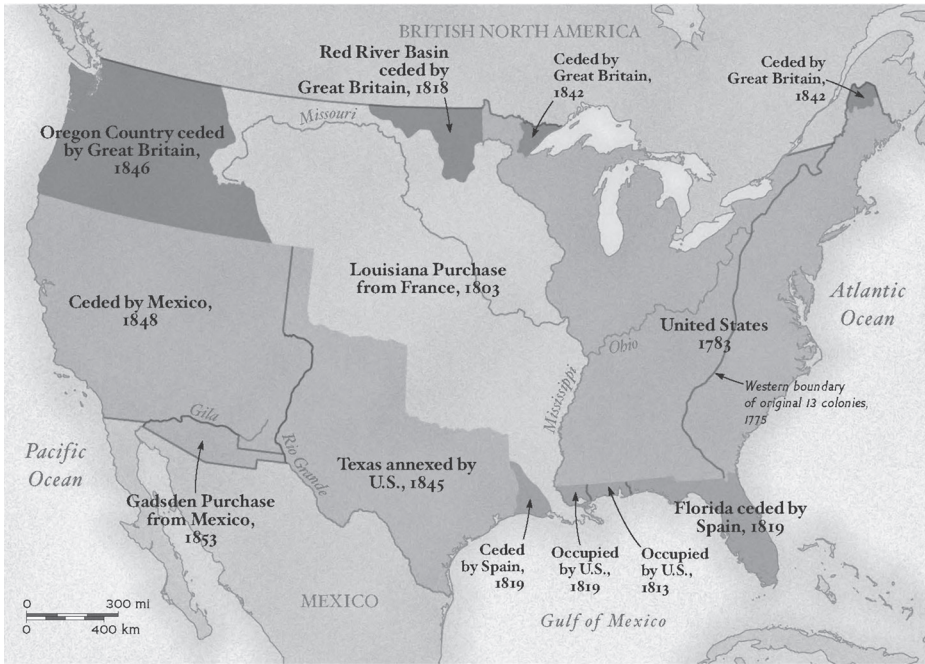 BRITISH NORTH AMERICA
Red River Basin
ceded by
Great Britain, 1818
Ceded by
Great Britain,
1842
Ceded by
Great Britain,
1842
Missouri
Oregon Country ceded
by Great Britain,
1846
Louisiana Purchase
from France, 1803
Ceded by Mexico,
1848
Atlantic
Ocean
United States
1783
Ohio
Mississippi
Western boundary
of original 13 colonies,
1775
Gila
Rio Grande
Pacific
Ocean
Texas annexed by
U.S., 1845
Gadsden Purchase
from Mexico,
1853
Florida ceded by
Spain, 1819
Ceded
by Spain,
1819
Occupied
by U.S.,
1819
Occupied
by U.S.,
1813
MEXICO
Gulf of Mexico
0 300 mi
0 400 km